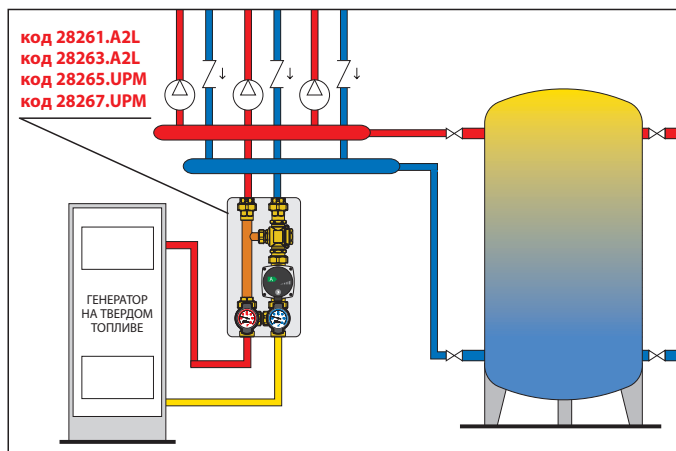 код 28261.A2L
код 28263.A2L
код 28265.UPM
код 28267.UPM
ГЕНЕРАТОР
НА ТВЕРДОМ
ТОПЛИВЕ